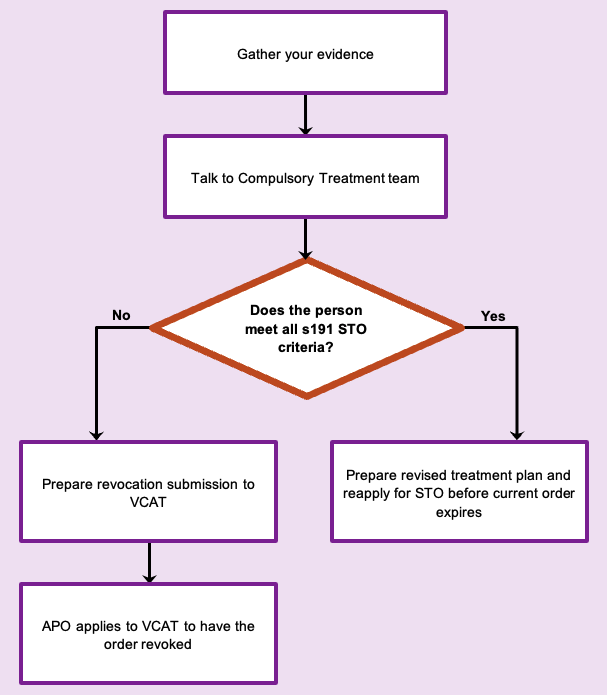 Gather your evidence
Talk to Compulsory Treatment team
Does the person
meet all s191 STO
criteria?
No
Yes
Prepare revocation submission to
VCAT
Prepare revised treatment plan and
reapply for STO before current order
expires
APO applies to VCAT to have the
order revoked